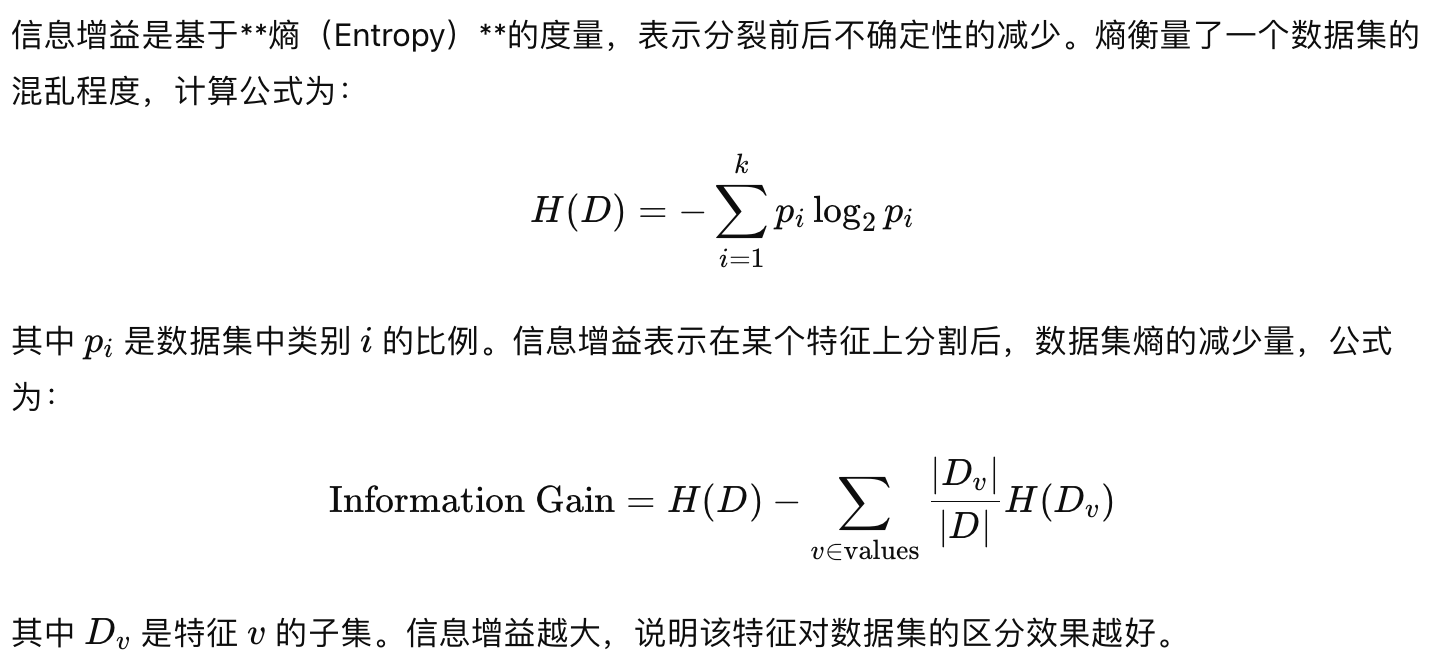 信息增益是基于**熵（Entropy）**的度量，表示分裂前后不确定性的减少。熵衡量了一个数据集的
混乱程度，计算公式为：
H(D) = − ∑_{i=1}^{k} p_i log_2 p_i
其中 p_i 是数据集中类别 i 的比例。信息增益表示在某个特征上分割后，数据集熵的减少量，公式
为：
Information Gain = H(D) − ∑_{v∈values} |D_v|/|D| H(D_v)
其中 D_v 是特征 v 的子集。信息增益越大，说明该特征对数据集的区分效果越好。